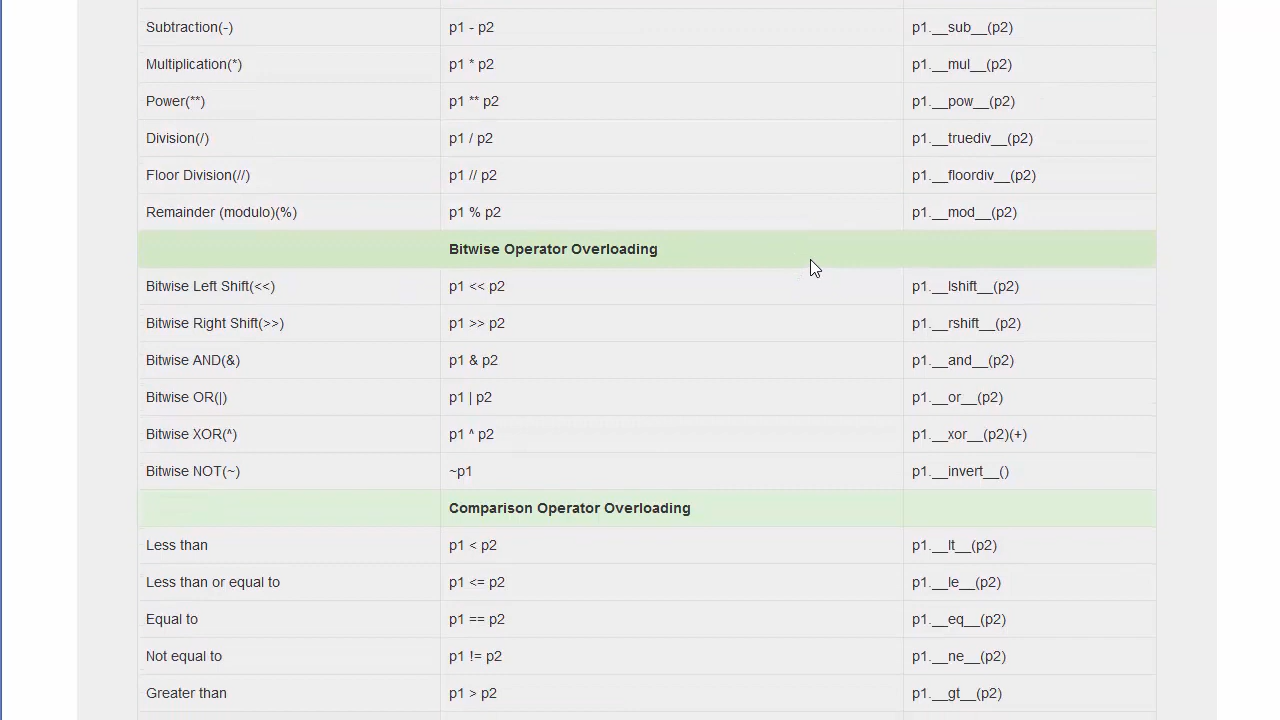 Subtraction(-) p1 - p2 p1.__sub__(p2)
Multiplication(*) p1 * p2 p1.__mul__(p2)
Power(**) p1 ** p2 p1.__pow__(p2)
Division(/) p1 / p2 p1.__truediv__(p2)
Floor Division(//) p1 // p2 p1.__floordiv__(p2)
Remainder (modulo)(%) p1 % p2 p1.__mod__(p2)
Bitwise Operator Overloading
Bitwise Left Shift(<<) p1 << p2 p1.__lshift__(p2)
Bitwise Right Shift(>>) p1 >> p2 p1.__rshift__(p2)
Bitwise AND(&) p1 & p2 p1.__and__(p2)
Bitwise OR(|) p1 | p2 p1.__or__(p2)
Bitwise XOR(^) p1 ^ p2 p1.__xor__(p2)(+)
Bitwise NOT(~) ~p1 p1.__invert__()
Comparison Operator Overloading
Less than p1 < p2 p1.__lt__(p2)
Less than or equal to p1 <= p2 p1.__le__(p2)
Equal to p1 == p2 p1.__eq__(p2)
Not equal to p1 != p2 p1.__ne__(p2)
Greater than p1 > p2 p1.__gt__(p2)